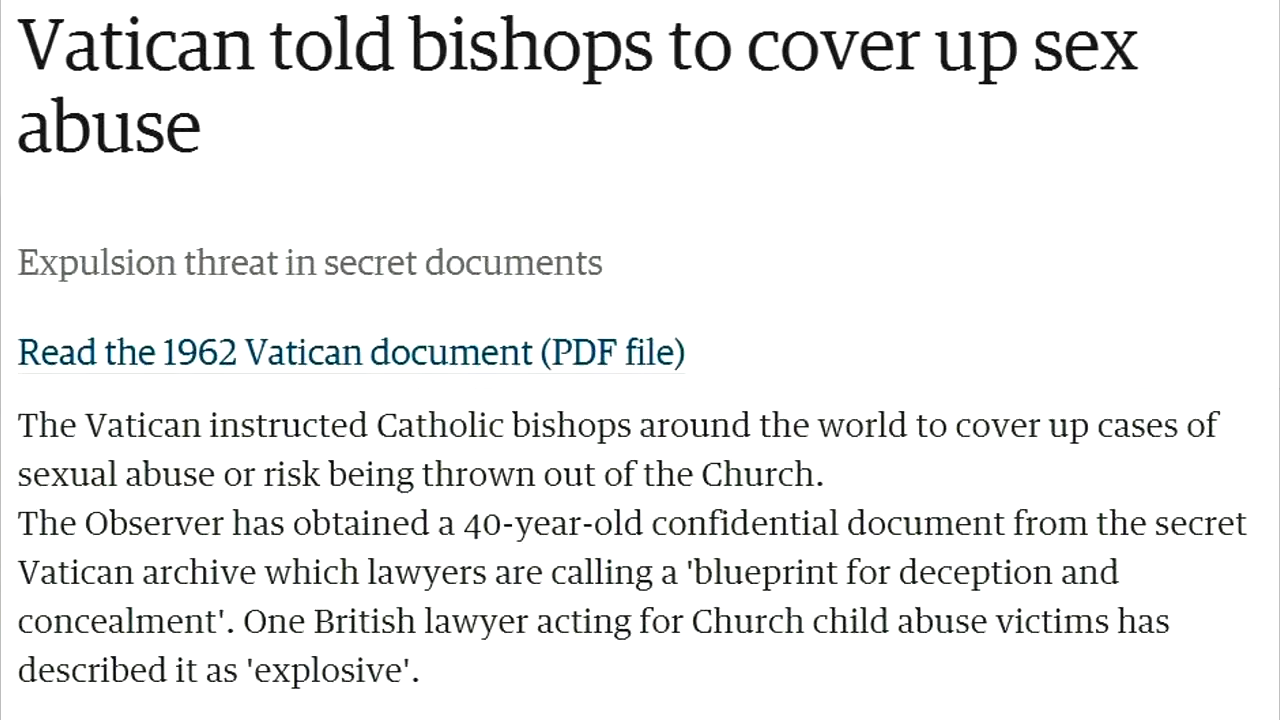 Vatican told bishops to cover up sex
abuse
Expulsion threat in secret documents
Read the 1962 Vatican document (PDF file)
The Vatican instructed Catholic bishops around the world to cover up cases of
sexual abuse or risk being thrown out of the Church.
The Observer has obtained a 40-year-old confidential document from the secret
Vatican archive which lawyers are calling a 'blueprint for deception and
concealment'. One British lawyer acting for Church child abuse victims has
described it as 'explosive'.